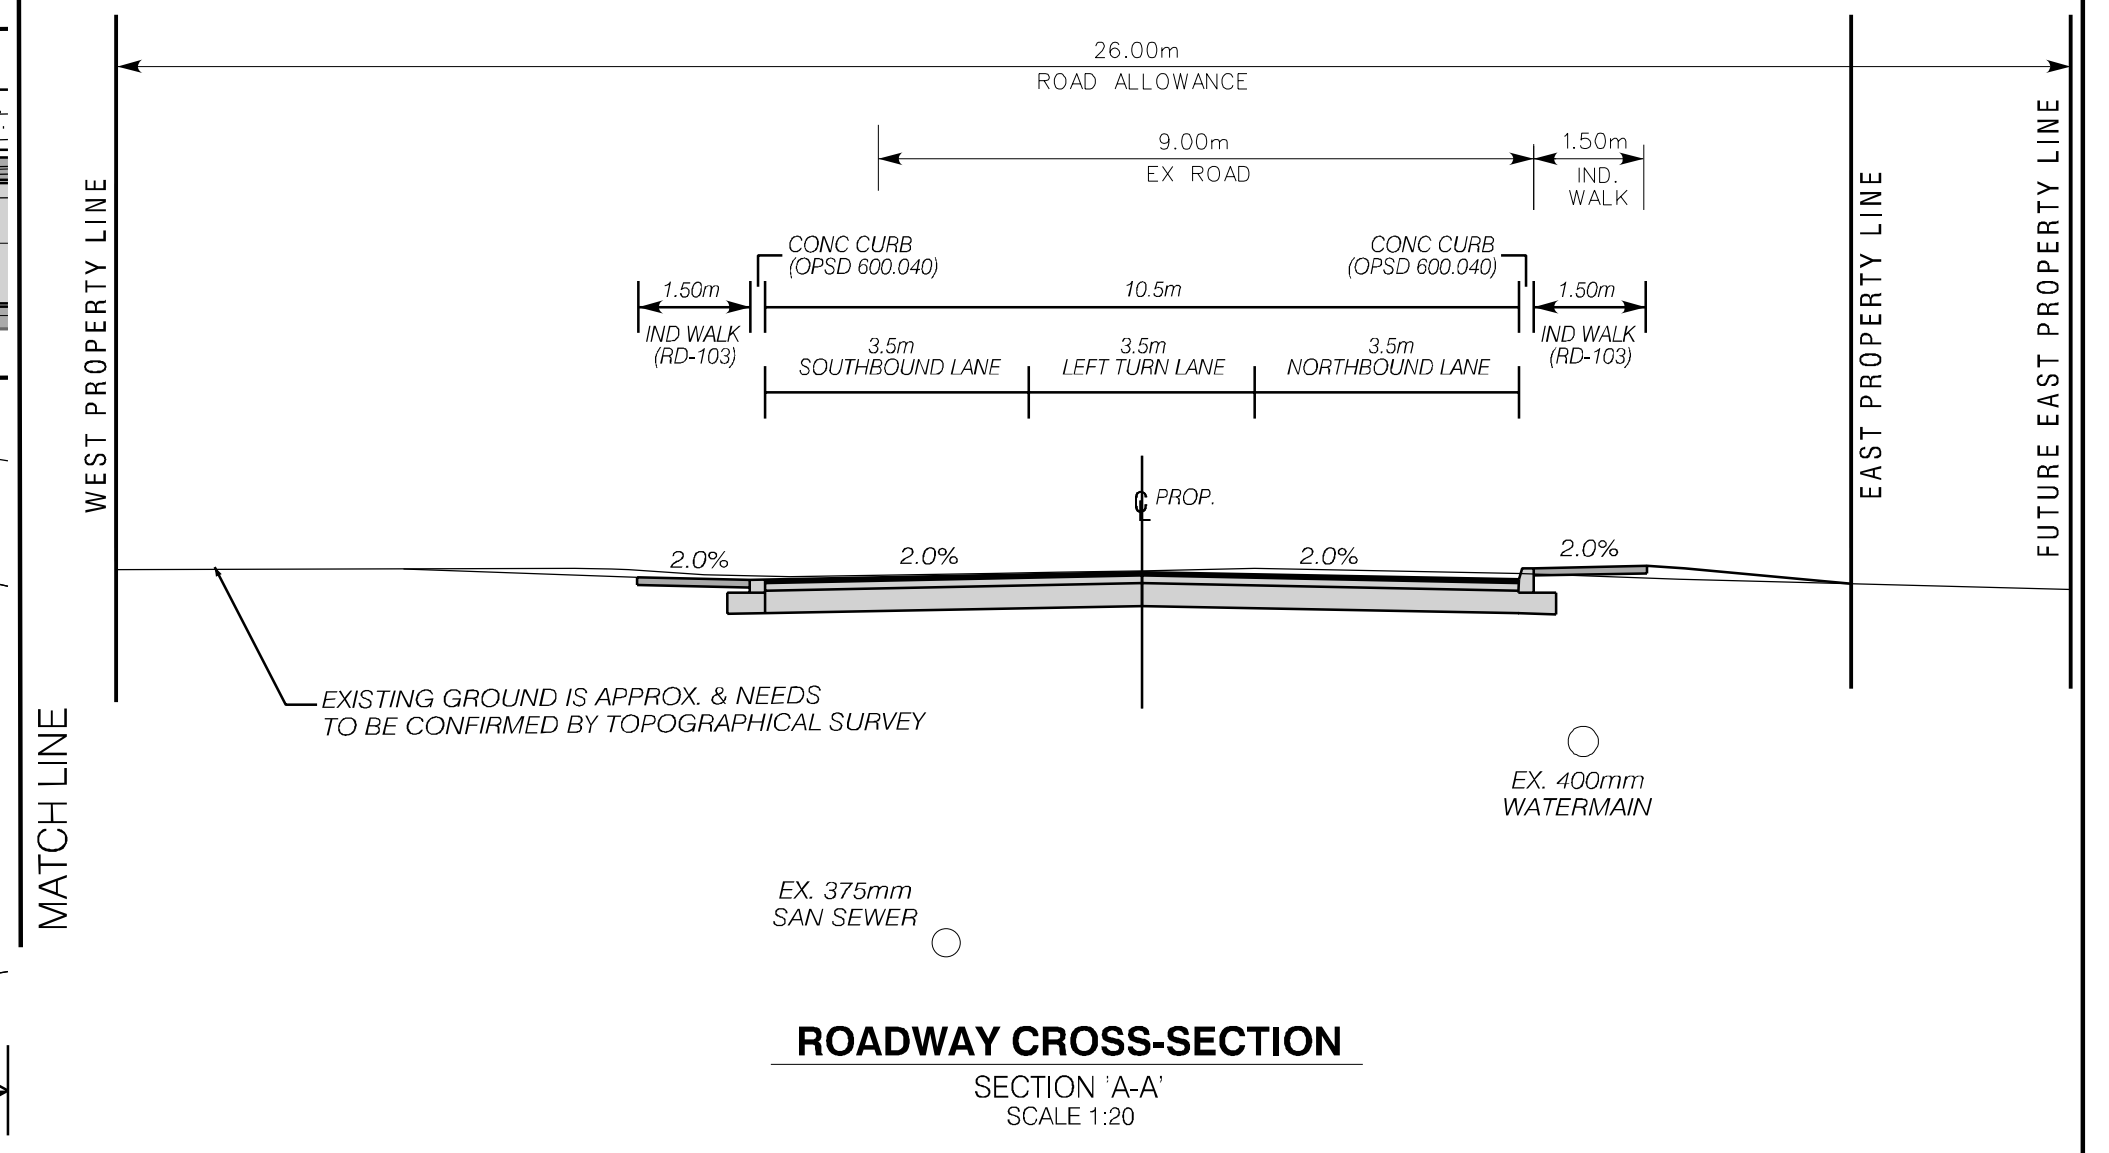 26.00m
ROAD ALLOWANCE
9.00m
EX ROAD
1.50m
IND.
WALK
WEST PROPERTY LINE
EAST PROPERTY LINE
FUTURE EAST PROPERTY LINE
CONC CURB
(OPSD 600.040)
CONC CURB
(OPSD 600.040)
1.50m
IND WALK
(RD-103)
10.5m
1.50m
IND WALK
(RD-103)
3.5m
SOUTHBOUND LANE
3.5m
LEFT TURN LANE
3.5m
NORTHBOUND LANE
℄ PROP.
2.0%
2.0%
2.0%
2.0%
EXISTING GROUND IS APPROX. & NEEDS
TO BE CONFIRMED BY TOPOGRAPHICAL SURVEY
MATCH LINE
EX. 400mm
WATERMAIN
EX. 375mm
SAN SEWER
ROADWAY CROSS-SECTION
SECTION 'A-A'
SCALE 1:20